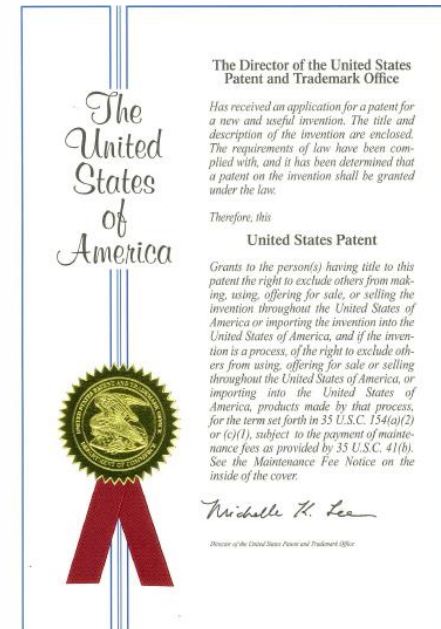 The
United
States
of
America
The Director of the United States
Patent and Trademark Office
Has received an application for a patent for
a new and useful invention. The title and
description of the invention are enclosed.
The requirements of law have been com-
plied with, and it has been determined that
a patent on the invention shall be granted
under the law.
Therefore, this
United States Patent
Grants to the person(s) having title to this
patent the right to exclude others from mak-
ing, using, offering for sale, or selling the
invention throughout the United States of
America or importing the invention into the
United States of America, and if the inven-
tion is a process, of the right to exclude oth-
ers from using, offering for sale or selling
throughout the United States of America, or
importing into the United States of
America, products made by that process,
for the term set forth in 35 U.S.C. 154(a)(2)
or (c)(1), subject to the payment of mainte-
nance fees as provided by 35 U.S.C. 41(b).
See the Maintenance Fee Notice on the
inside of the cover.
Michelle K. Lee
Director of the United States Patent and Trademark Office
UNITED STATES PATENT AND TRADEMARK OFFICE
DEPARTMENT OF COMMERCE